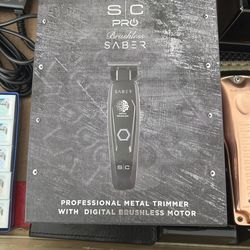 S|C
PRO
Brushless
SABER
SABER
S|C
PROFESSIONAL METAL TRIMMER
WITH DIGITAL BRUSHLESS MOTOR